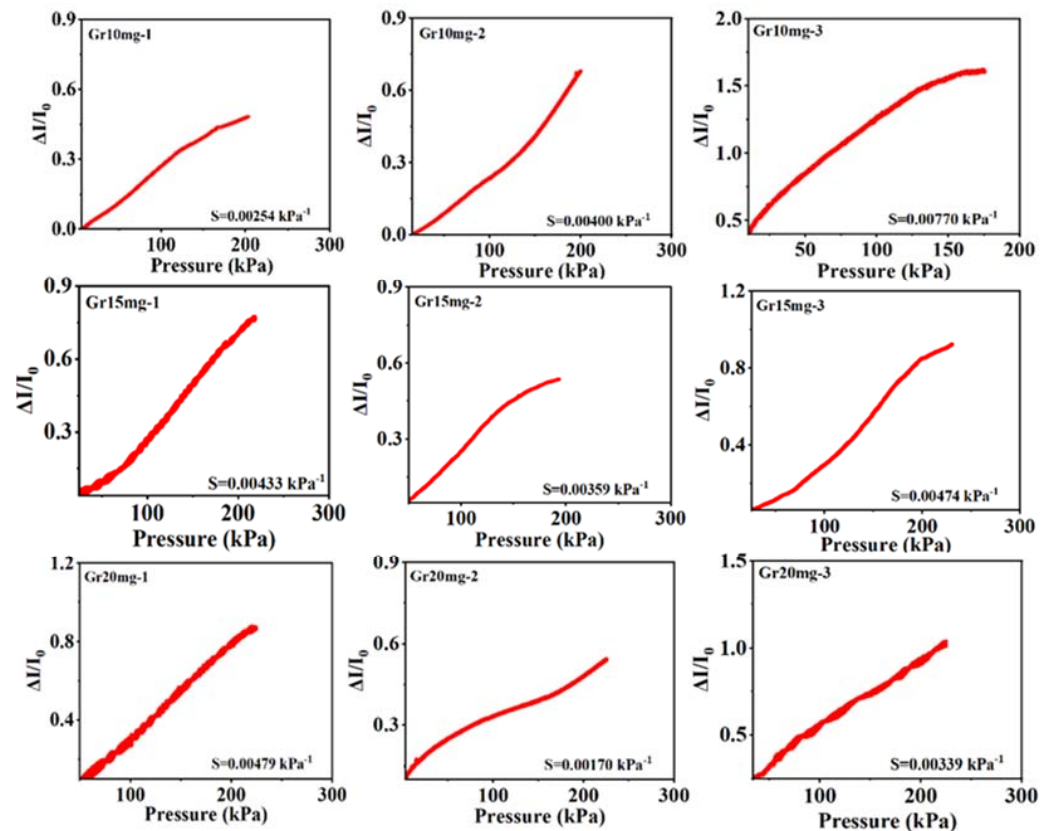 0.9
0.6
0.3
0.0
ΔI/I₀
Gr10mg-1
S=0.00254 kPa⁻¹
100 200 300
Pressure (kPa)
0.9
0.6
0.3
0.0
ΔI/I₀
Gr10mg-2
S=0.00400 kPa⁻¹
100 200 300
Pressure (kPa)
2.0
1.5
1.0
0.5
ΔI/I₀
Gr10mg-3
S=0.00770 kPa⁻¹
50 100 150 200
Pressure (kPa)
0.9
0.6
0.3
ΔI/I₀
Gr15mg-1
S=0.00433 kPa⁻¹
100 200 300
Pressure (kPa)
0.9
0.6
0.3
ΔI/I₀
Gr15mg-2
S=0.00359 kPa⁻¹
100 200 300
Pressure (kPa)
1.2
0.8
0.4
ΔI/I₀
Gr15mg-3
S=0.00474 kPa⁻¹
100 200 300
Pressure (kPa)
1.2
0.8
0.4
ΔI/I₀
Gr20mg-1
S=0.00479 kPa⁻¹
100 200 300
Pressure (kPa)
0.9
0.6
0.3
ΔI/I₀
Gr20mg-2
S=0.00170 kPa⁻¹
100 200 300
Pressure (kPa)
1.5
1.0
0.5
ΔI/I₀
Gr20mg-3
S=0.00339 kPa⁻¹
100 200 300
Pressure (kPa)